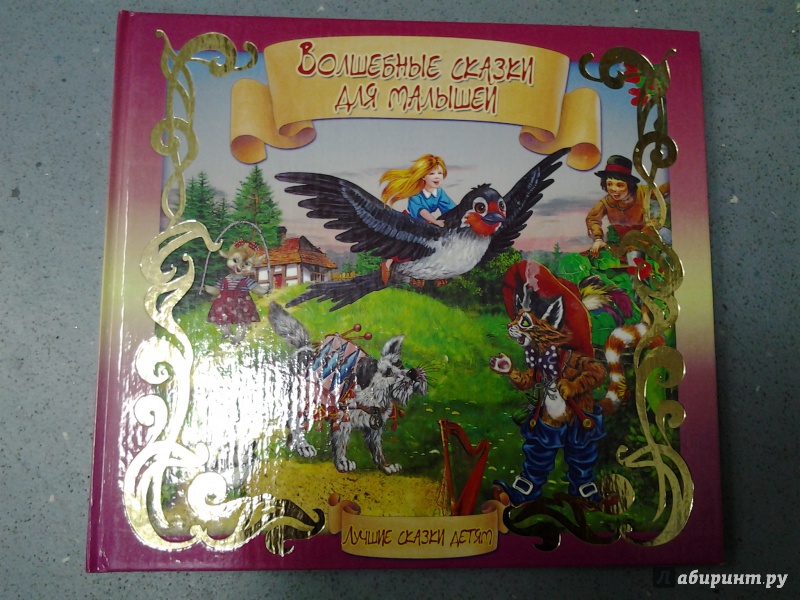 Волшебные сказки
для малышей
Лучшие сказки детям
Лабиринт.ру